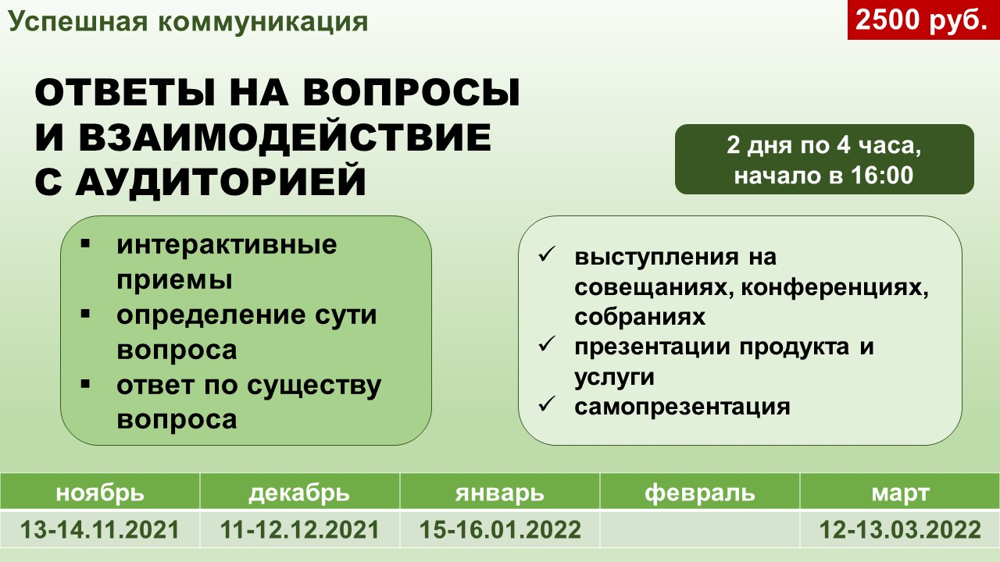 Успешная коммуникация
2500 руб.
ОТВЕТЫ НА ВОПРОСЫ
И ВЗАИМОДЕЙСТВИЕ
С АУДИТОРИЕЙ
2 дня по 4 часа,
начало в 16:00
▪ интерактивные
приемы
▪ определение сути
вопроса
▪ ответ по существу
вопроса
✓ выступления на
совещаниях, конференциях,
собраниях
✓ презентации продукта и
услуги
✓ самопрезентация
ноябрь декабрь январь февраль март
13-14.11.2021 11-12.12.2021 15-16.01.2022 12-13.03.2022